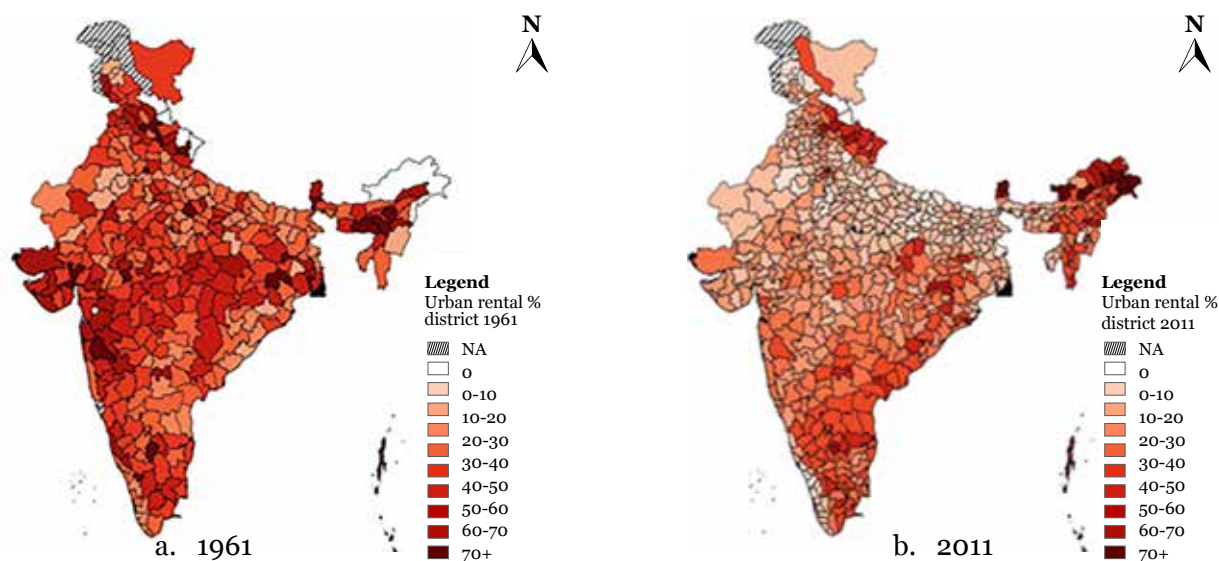 N
Legend
Urban rental %
district 1961
NA
0
0-10
10-20
20-30
30-40
40-50
50-60
60-70
70+
a. 1961
N
Legend
Urban rental %
district 2011
NA
0
0-10
10-20
20-30
30-40
40-50
50-60
60-70
70+
b. 2011